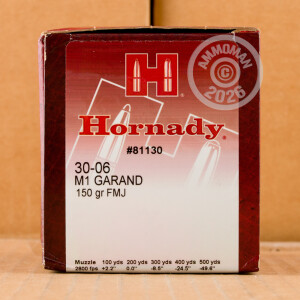 AMMOMAN
©
2026
H
Hornady®
#81130
30-06
M1 GARAND
150 gr FMJ
Muzzle 100 yds 200 yds 300 yds 400 yds 500 yds
2800 fps +2.2" 0.0" -8.5" -24.5" -49.6"